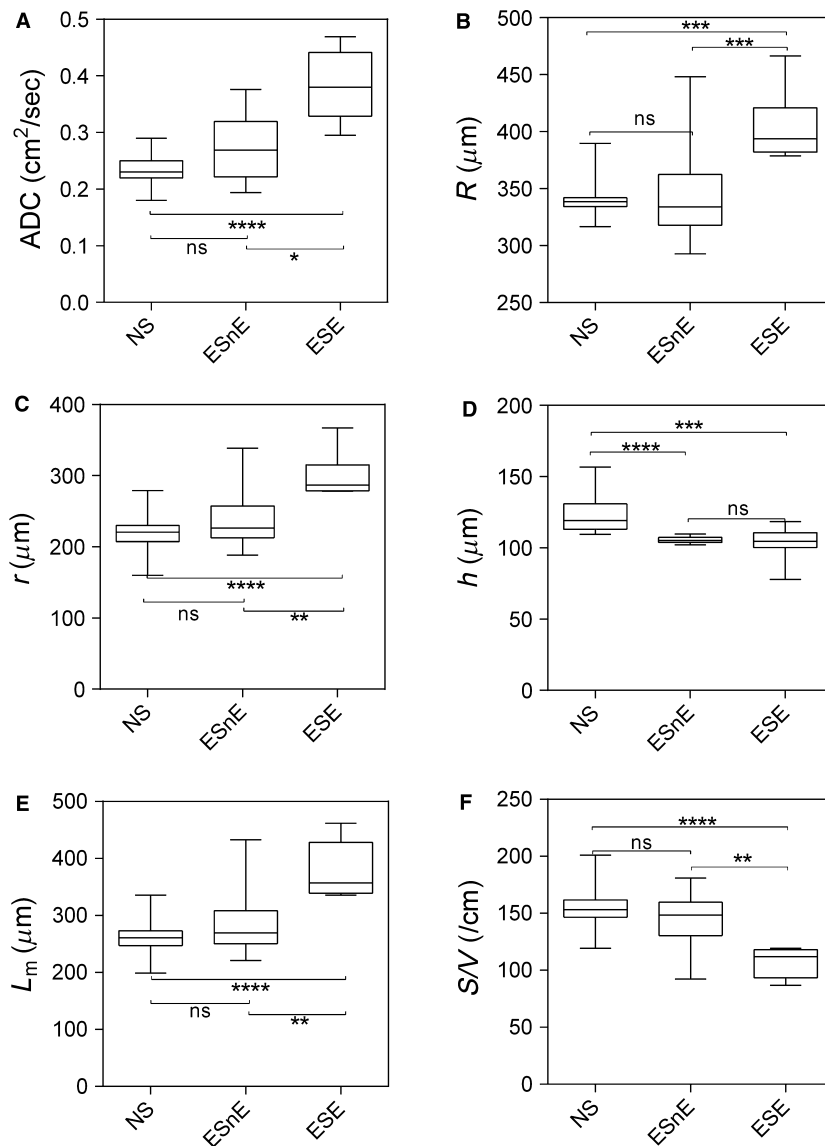 A
ADC (cm²/sec)
0.5
0.4
0.3
0.2
0.1
0.0
****
ns
*
NS
ESnE
ESE
B
R (μm)
500
450
400
350
300
250
***
***
ns
NS
ESnE
ESE
C
r (μm)
400
300
200
100
0
****
ns
**
NS
ESnE
ESE
D
h (μm)
200
150
100
50
0
***
****
ns
NS
ESnE
ESE
E
Lm (μm)
500
400
300
200
100
0
****
ns
**
NS
ESnE
ESE
F
S/V (/cm)
250
200
150
100
50
0
****
ns
**
NS
ESnE
ESE